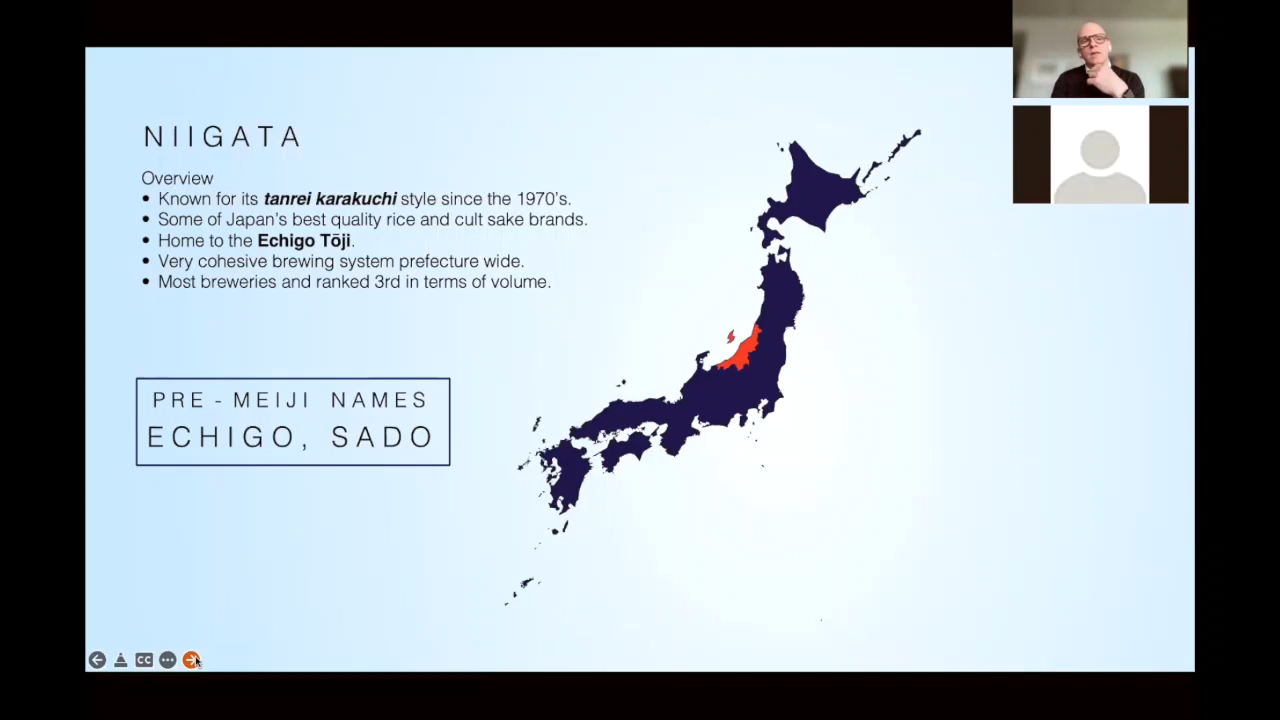 NIIGATA
Overview
• Known for its tanrei karakuchi style since the 1970's.
• Some of Japan's best quality rice and cult sake brands.
• Home to the Echigo Tōji.
• Very cohesive brewing system prefecture wide.
• Most breweries and ranked 3rd in terms of volume.
PRE - MEIJI NAMES
ECHIGO, SADO
CC